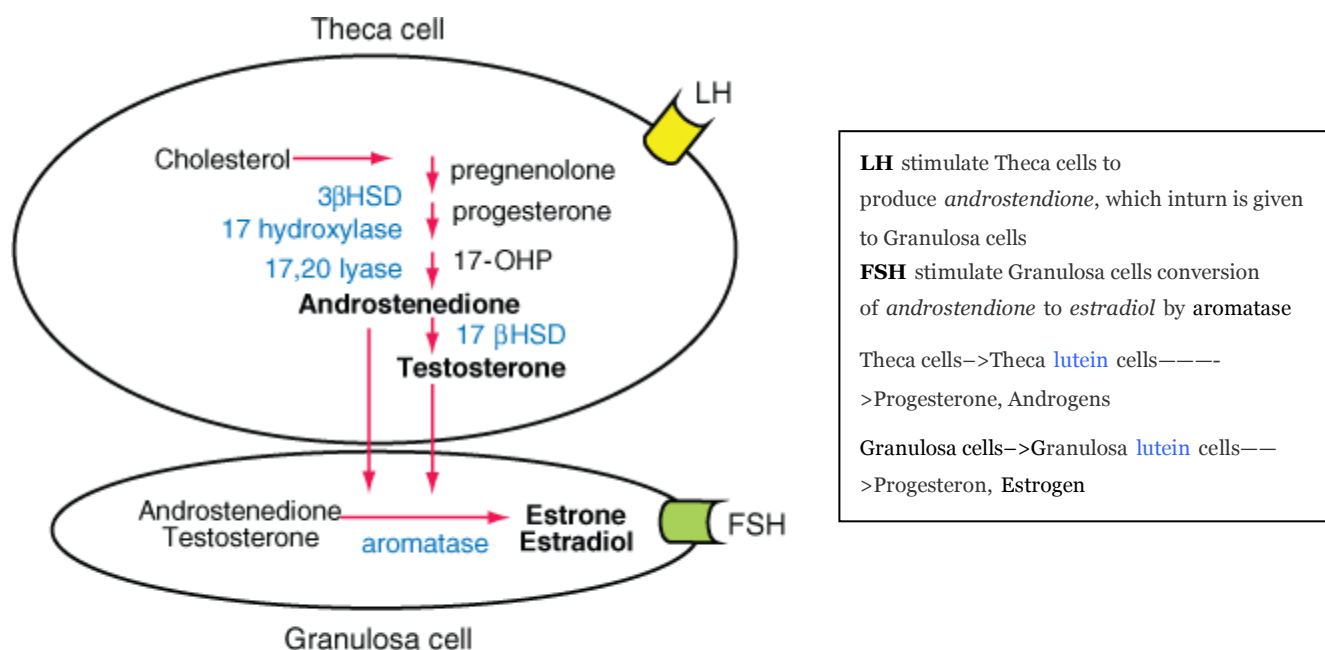 Theca cell
LH
Cholesterol
pregnenolone
3βHSD
progesterone
17 hydroxylase
17-OHP
17,20 lyase
Androstenedione
17 βHSD
Testosterone
Androstenedione
Testosterone
aromatase
Estrone
Estradiol
FSH
Granulosa cell
LH stimulate Theca cells to
produce androstendione, which inturn is given
to Granulosa cells
FSH stimulate Granulosa cells conversion
of androstendione to estradiol by aromatase
Theca cells–>Theca lutein cells———-
>Progesterone, Androgens
Granulosa cells–>Granulosa lutein cells——
>Progesteron, Estrogen